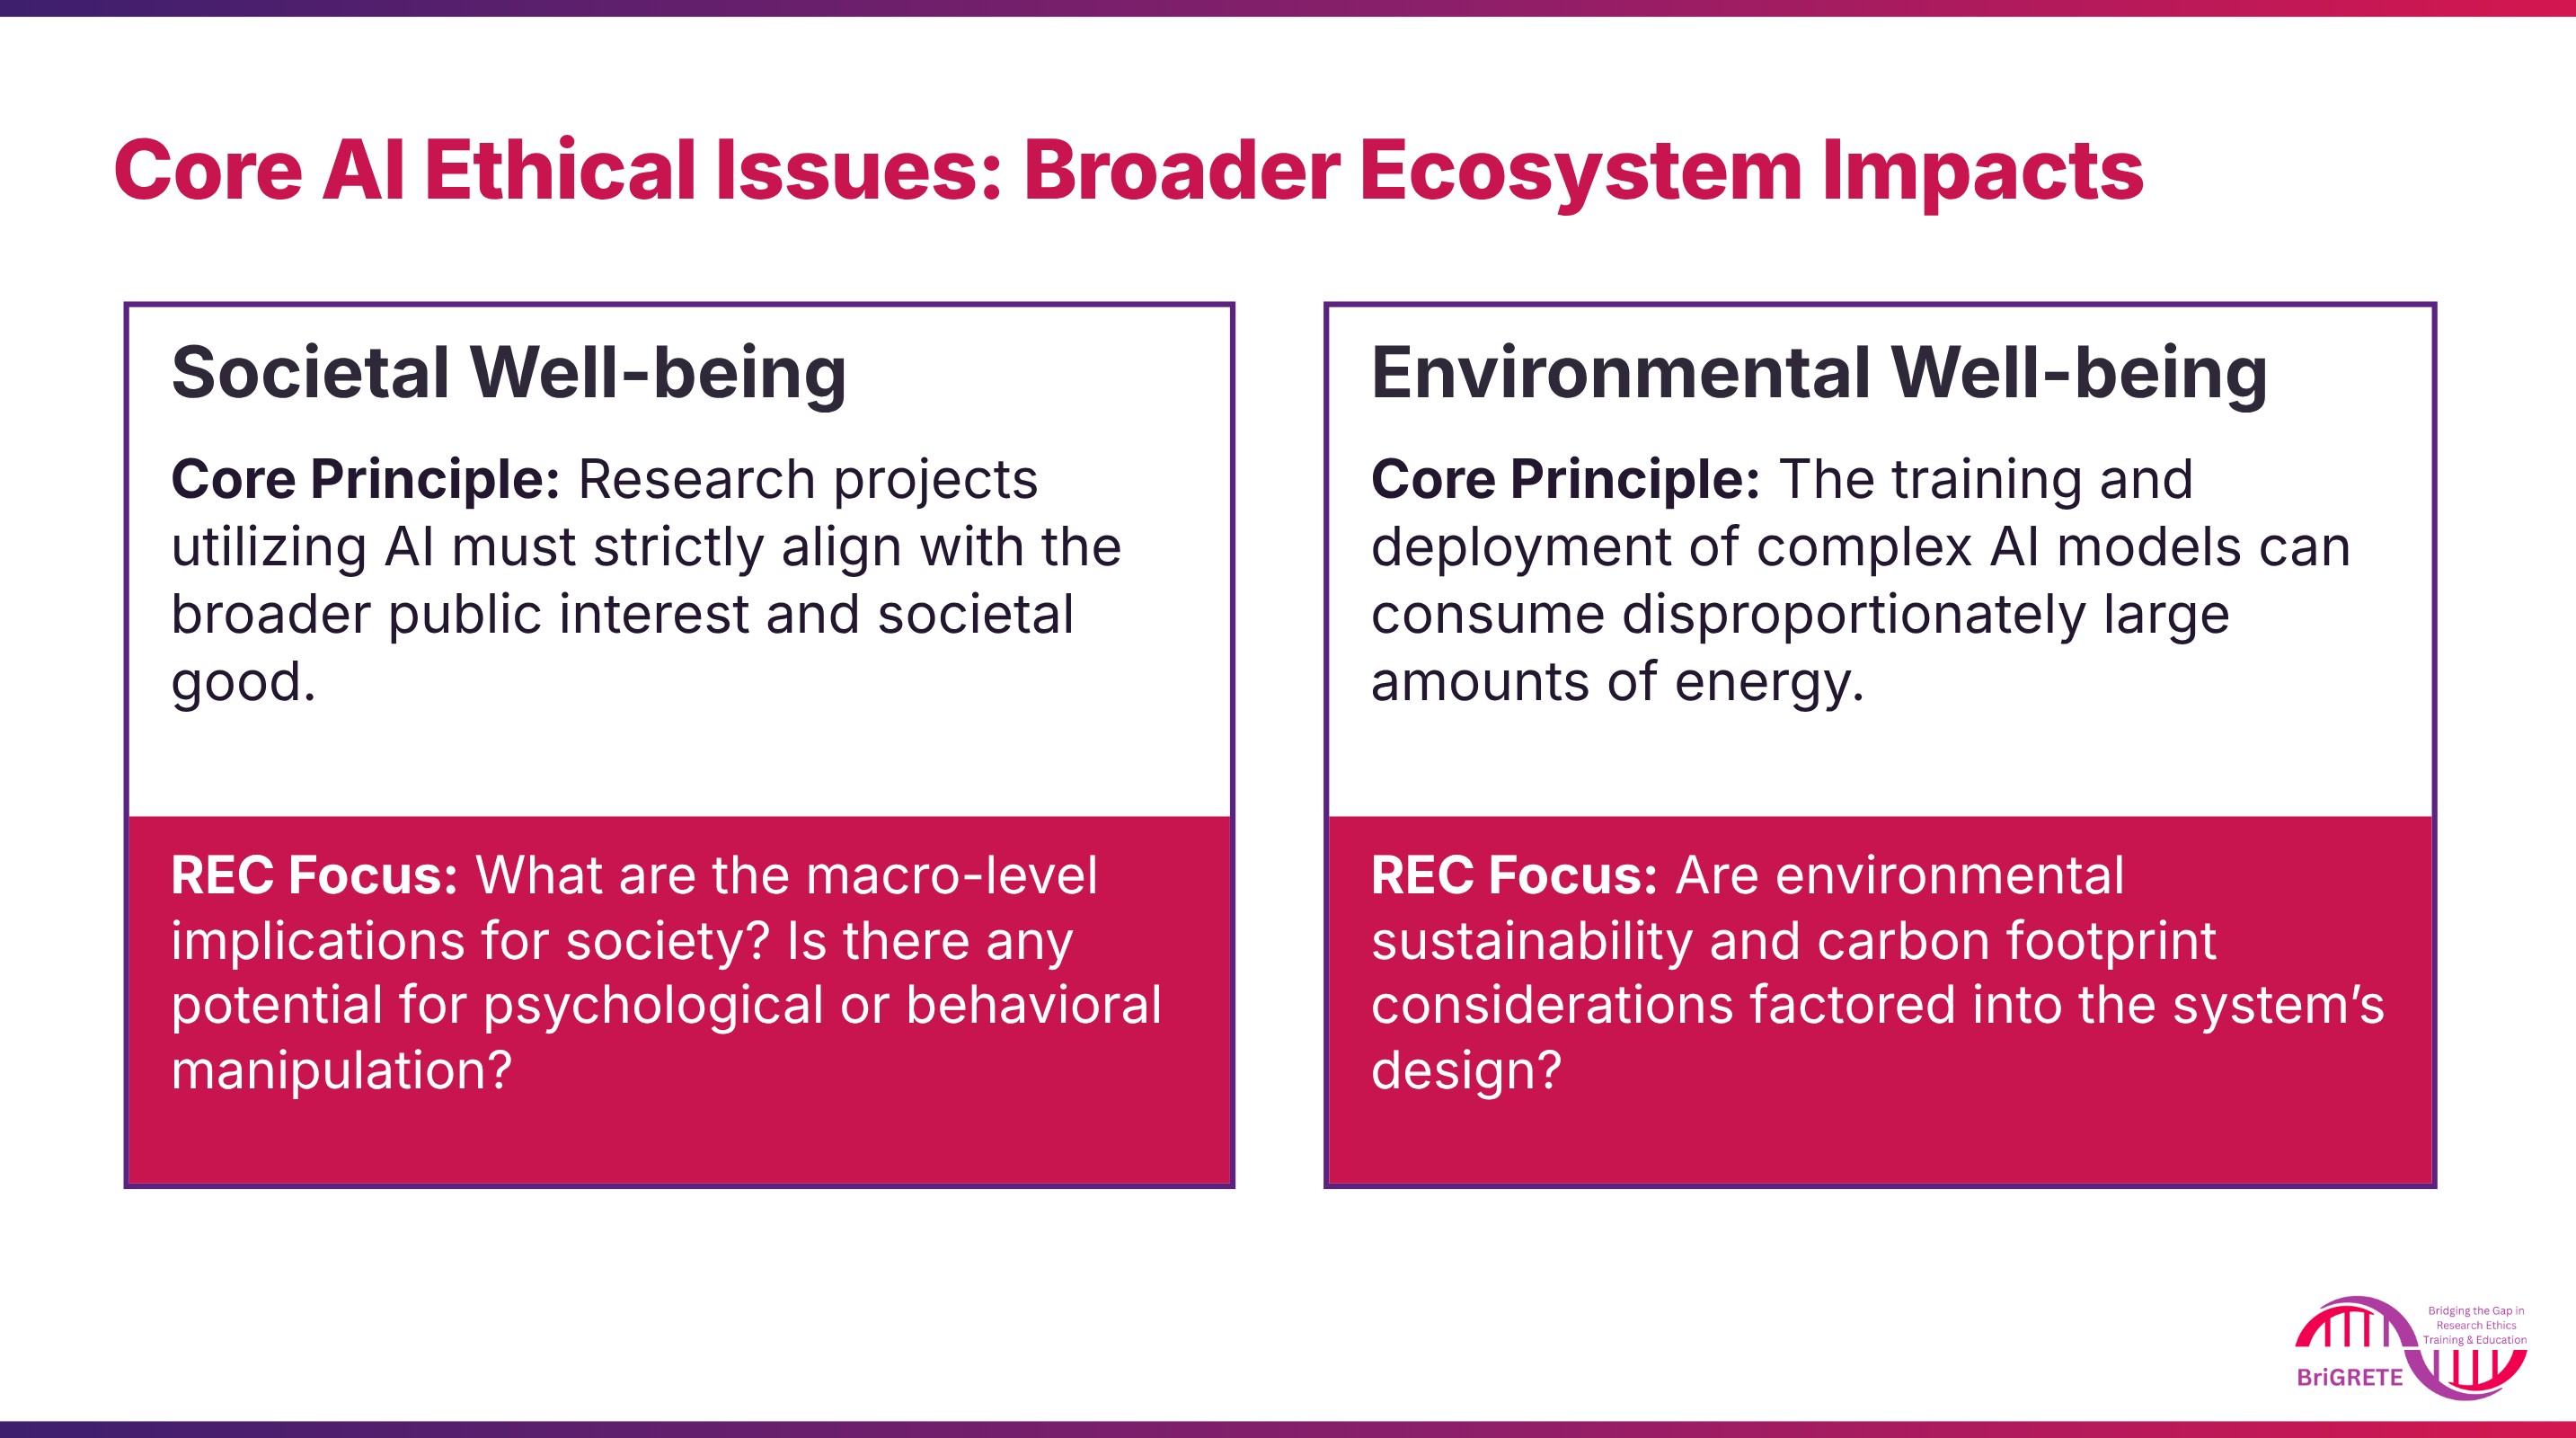 Core AI Ethical Issues: Broader Ecosystem Impacts
Societal Well-being
Core Principle: Research projects
utilizing AI must strictly align with the
broader public interest and societal
good.
REC Focus: What are the macro-level
implications for society? Is there any
potential for psychological or behavioral
manipulation?
Environmental Well-being
Core Principle: The training and
deployment of complex AI models can
consume disproportionately large
amounts of energy.
REC Focus: Are environmental
sustainability and carbon footprint
considerations factored into the system’s
design?
Bridging the Gap in
Research Ethics
Training & Education
BriGRETE